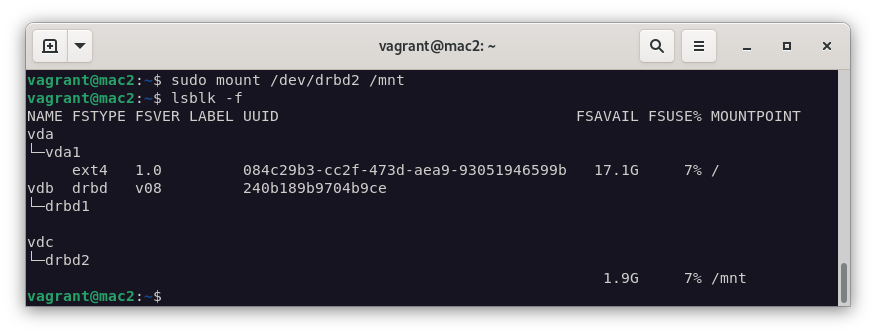 vagrant@mac2: ~
vagrant@mac2:~$ sudo mount /dev/drbd2 /mnt
vagrant@mac2:~$ lsblk -f
NAME FSTYPE FSVER LABEL UUID                                 FSAVAIL FSUSE% MOUNTPOINT
vda
└─vda1
     ext4   1.0         084c29b3-cc2f-473d-aea9-93051946599b   17.1G     7% /
vdb  drbd   v08         240b189b9704b9ce
└─drbd1
vdc
└─drbd2
                                                                1.9G     7% /mnt
vagrant@mac2:~$